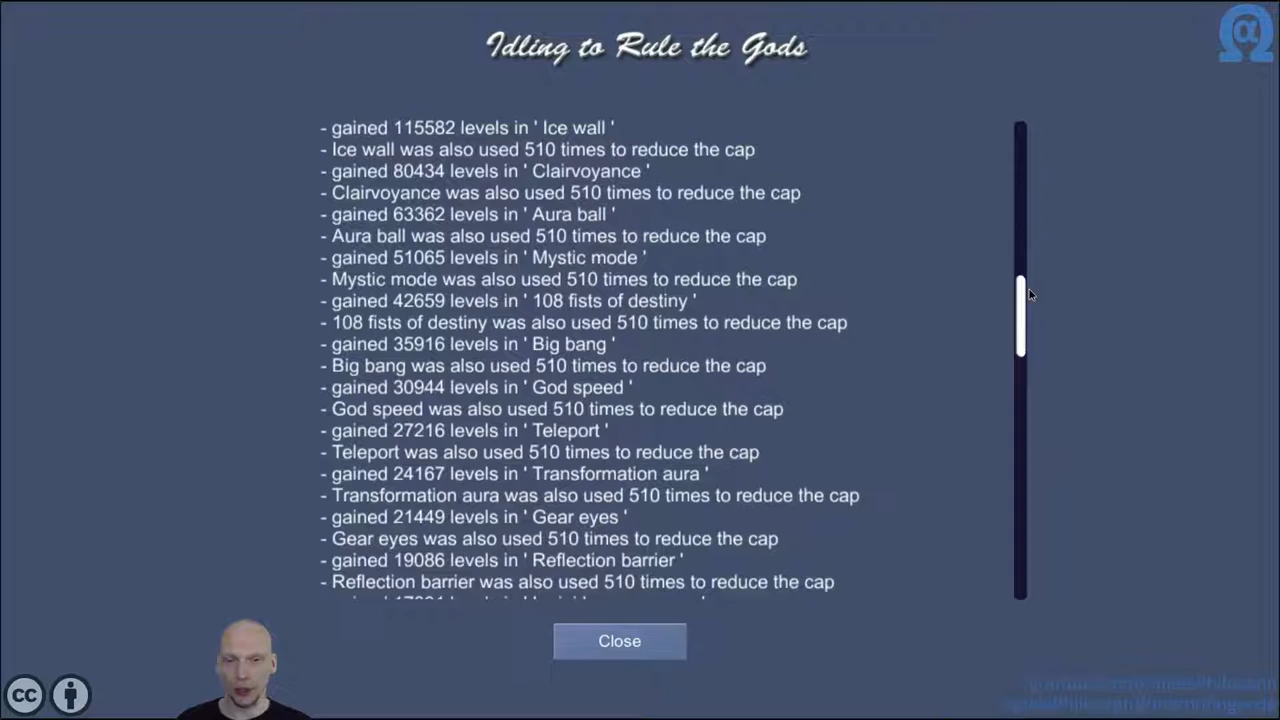 Idling to Rule the Gods
- gained 115582 levels in ' Ice wall '
- Ice wall was also used 510 times to reduce the cap
- gained 80434 levels in ' Clairvoyance '
- Clairvoyance was also used 510 times to reduce the cap
- gained 63362 levels in ' Aura ball '
- Aura ball was also used 510 times to reduce the cap
- gained 51065 levels in ' Mystic mode '
- Mystic mode was also used 510 times to reduce the cap
- gained 42659 levels in ' 108 fists of destiny '
- 108 fists of destiny was also used 510 times to reduce the cap
- gained 35916 levels in ' Big bang '
- Big bang was also used 510 times to reduce the cap
- gained 30944 levels in ' God speed '
- God speed was also used 510 times to reduce the cap
- gained 27216 levels in ' Teleport '
- Teleport was also used 510 times to reduce the cap
- gained 24167 levels in ' Transformation aura '
- Transformation aura was also used 510 times to reduce the cap
- gained 21449 levels in ' Gear eyes '
- Gear eyes was also used 510 times to reduce the cap
- gained 19086 levels in ' Reflection barrier '
- Reflection barrier was also used 510 times to reduce the cap
Close
cc